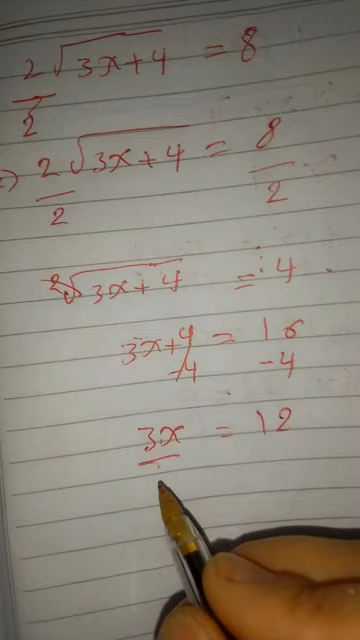 2√3x+4 = 8
2
⇒) 2√3x+4 = 8
2 2
²√3x+4 = 4
3x+4 = 16
-4 -4
3x = 12